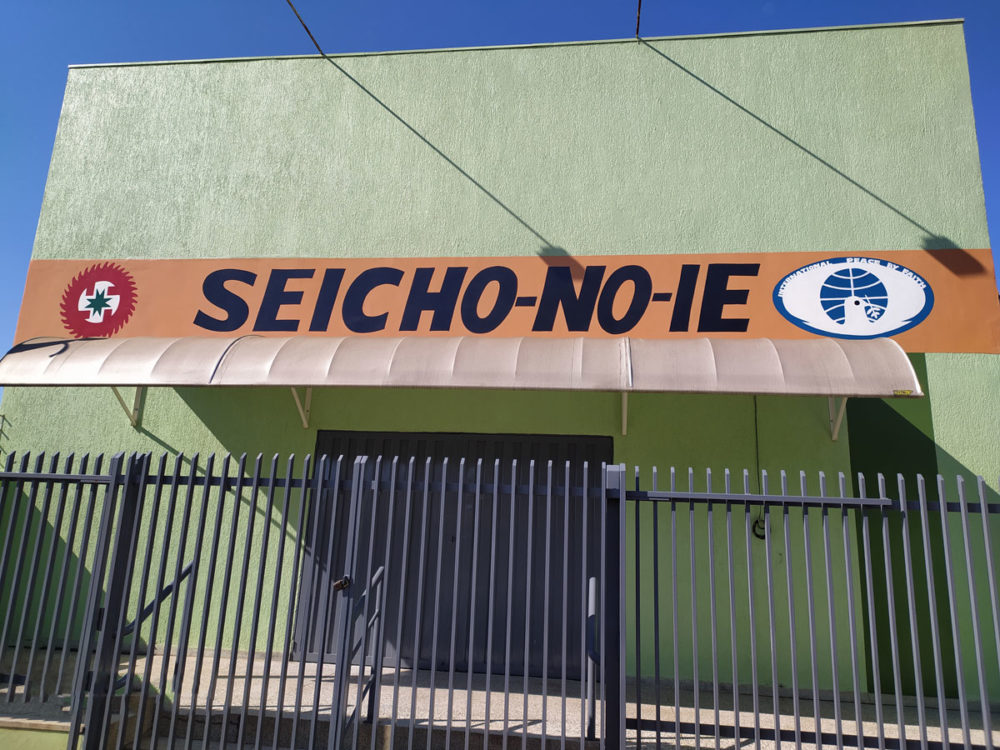 SEICHO-NO-IE
INTERNATIONAL PEACE BY FAITH